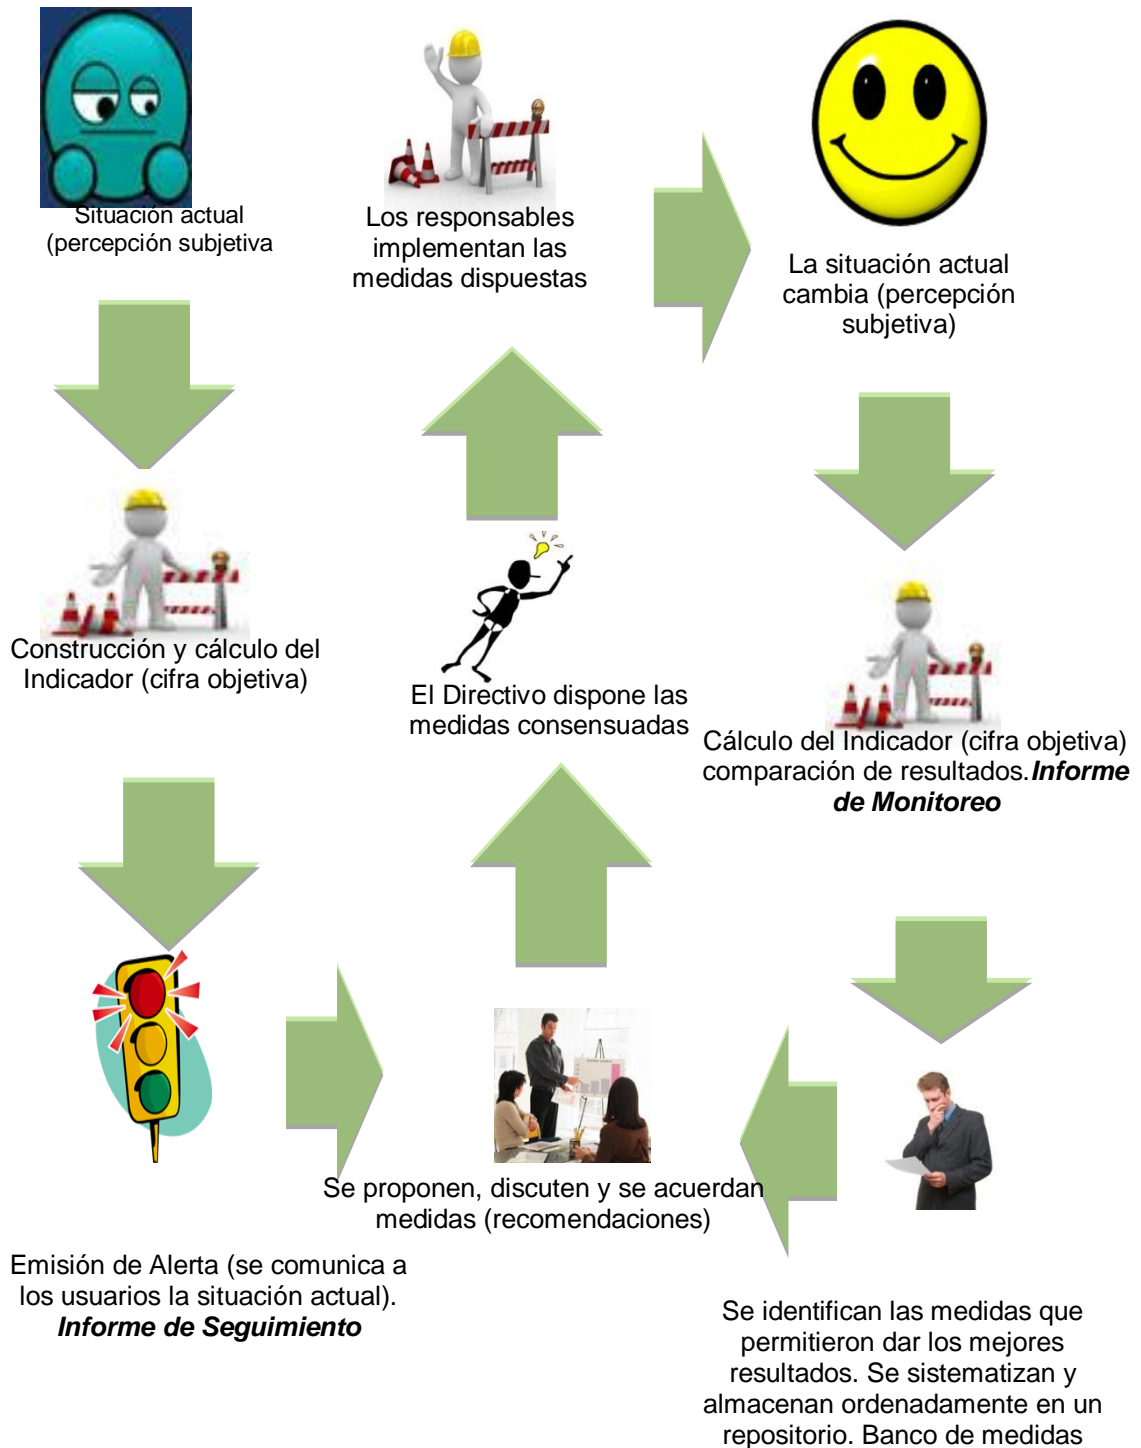 Situación actual
(percepción subjetiva
Construcción y cálculo del
Indicador (cifra objetiva)
Emisión de Alerta (se comunica a
los usuarios la situación actual).
Informe de Seguimiento
Se proponen, discuten y se acuerdan
medidas (recomendaciones)
El Directivo dispone las
medidas consensuadas
Los responsables
implementan las
medidas dispuestas
La situación actual
cambia (percepción
subjetiva)
Cálculo del Indicador (cifra objetiva)
comparación de resultados.Informe
de Monitoreo
Se identifican las medidas que
permitieron dar los mejores
resultados. Se sistematizan y
almacenan ordenadamente en un
repositorio. Banco de medidas